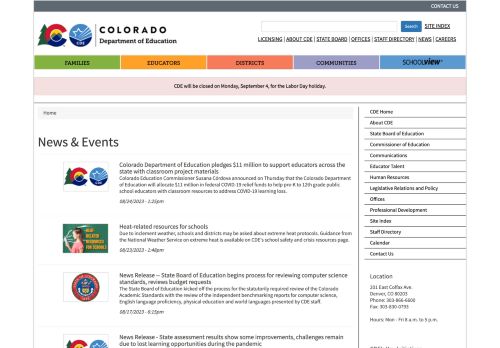 CONTACT US
COLORADO
Department of Education
CDE
Search
SITE INDEX
LICENSING | ABOUT CDE | STATE BOARD | OFFICES | STAFF DIRECTORY | NEWS | CAREERS
FAMILIES
EDUCATORS
DISTRICTS
COMMUNITIES
SCHOOLVIEW
CDE will be closed on Monday, September 4, for the Labor Day holiday.
Home
News & Events
Colorado Department of Education pledges $11 million to support educators across the
state with classroom project materials
Colorado Education Commissioner Susana Córdova announced on Thursday that the Colorado Department
of Education will allocate $11 million in federal COVID-19 relief funds to help pre-K to 12th grade public
school educators with classroom resources to address COVID-19 learning loss.
08/24/2023 - 1:25pm
HEAT-
RELATED
RESOURCES
FOR SCHOOLS
Heat-related resources for schools
Due to inclement weather, schools and districts may be asked about extreme heat protocols. Guidance from
the National Weather Service on extreme heat is available on CDE's school safety and crisis resources page.
08/23/2023 - 1:40pm
News Release -- State Board of Education begins process for reviewing computer science
standards, reviews budget requests
The State Board of Education kicked off the process for the statutorily required review of the Colorado
Academic Standards with the review of the independent benchmarking reports for computer science,
English language proficiency, physical education and world languages presented by CDE staff.
08/17/2023 - 6:15pm
News Release - State assessment results show some improvements, challenges remain
due to lost learning opportunities during the pandemic
CDE Home
About CDE
State Board of Education
Commissioner of Education
Communications
Educator Talent
Human Resources
Legislative Relations and Policy
Offices
Professional Development
Site Index
Staff Directory
Calendar
Contact Us
Location
201 East Colfax Ave.
Denver, CO 80203
Phone: 303-866-6600
Fax: 303-830-0793
Hours: Mon - Fri 8 a.m. to 5 p.m.